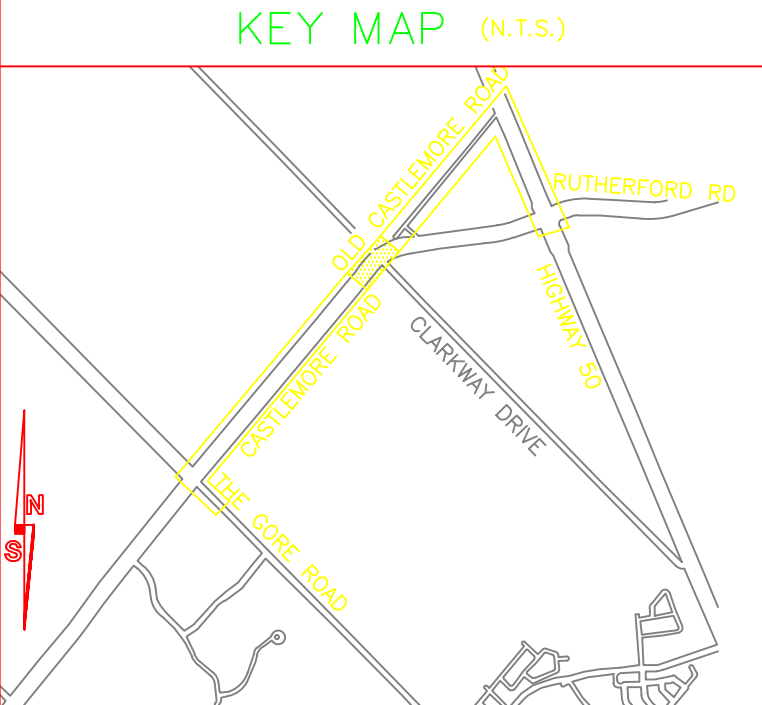 KEY MAP (N.T.S.)
OLD CASTLEMORE ROAD
RUTHERFORD RD
HIGHWAY 50
CASTLEMORE ROAD
CLARKWAY DRIVE
THE GORE ROAD
N
S